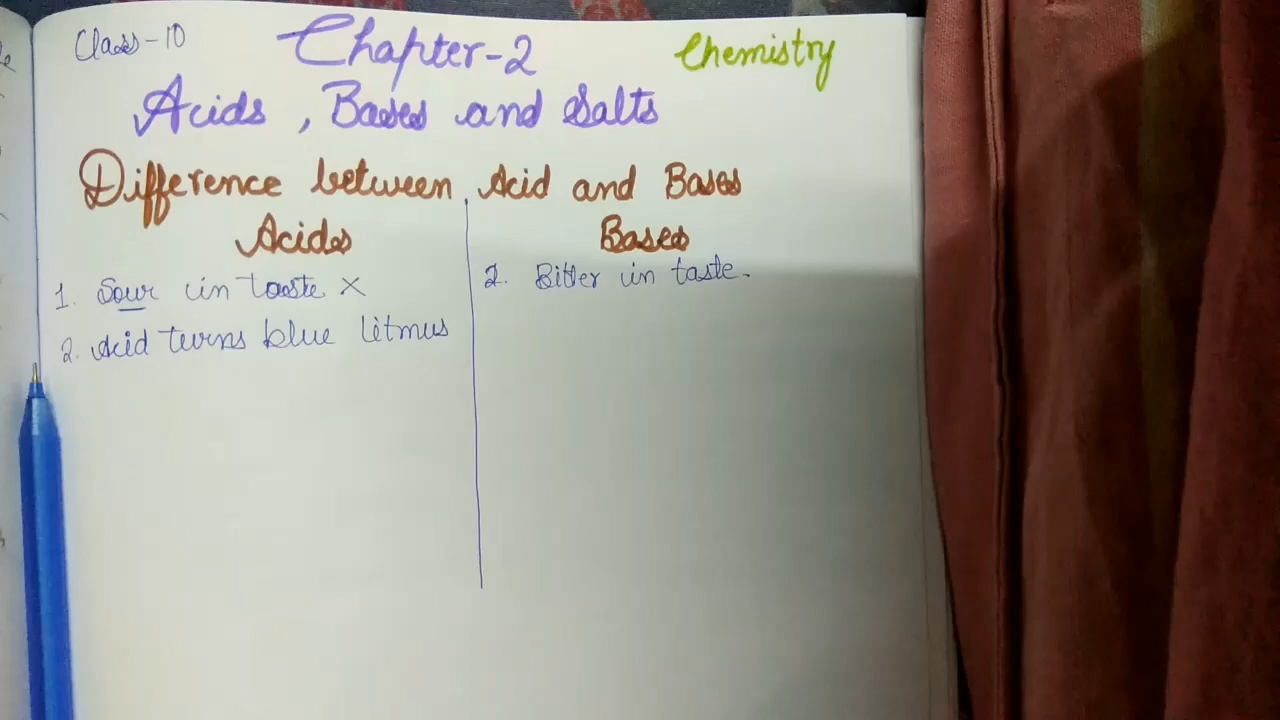 Class-10
Chapter-2
Chemistry
Acids, Bases and Salts
Difference between Acid and Bases
Acids
Bases
1. Sour in taste ×
2. Bitter in taste.
2. Acid turns blue litmus